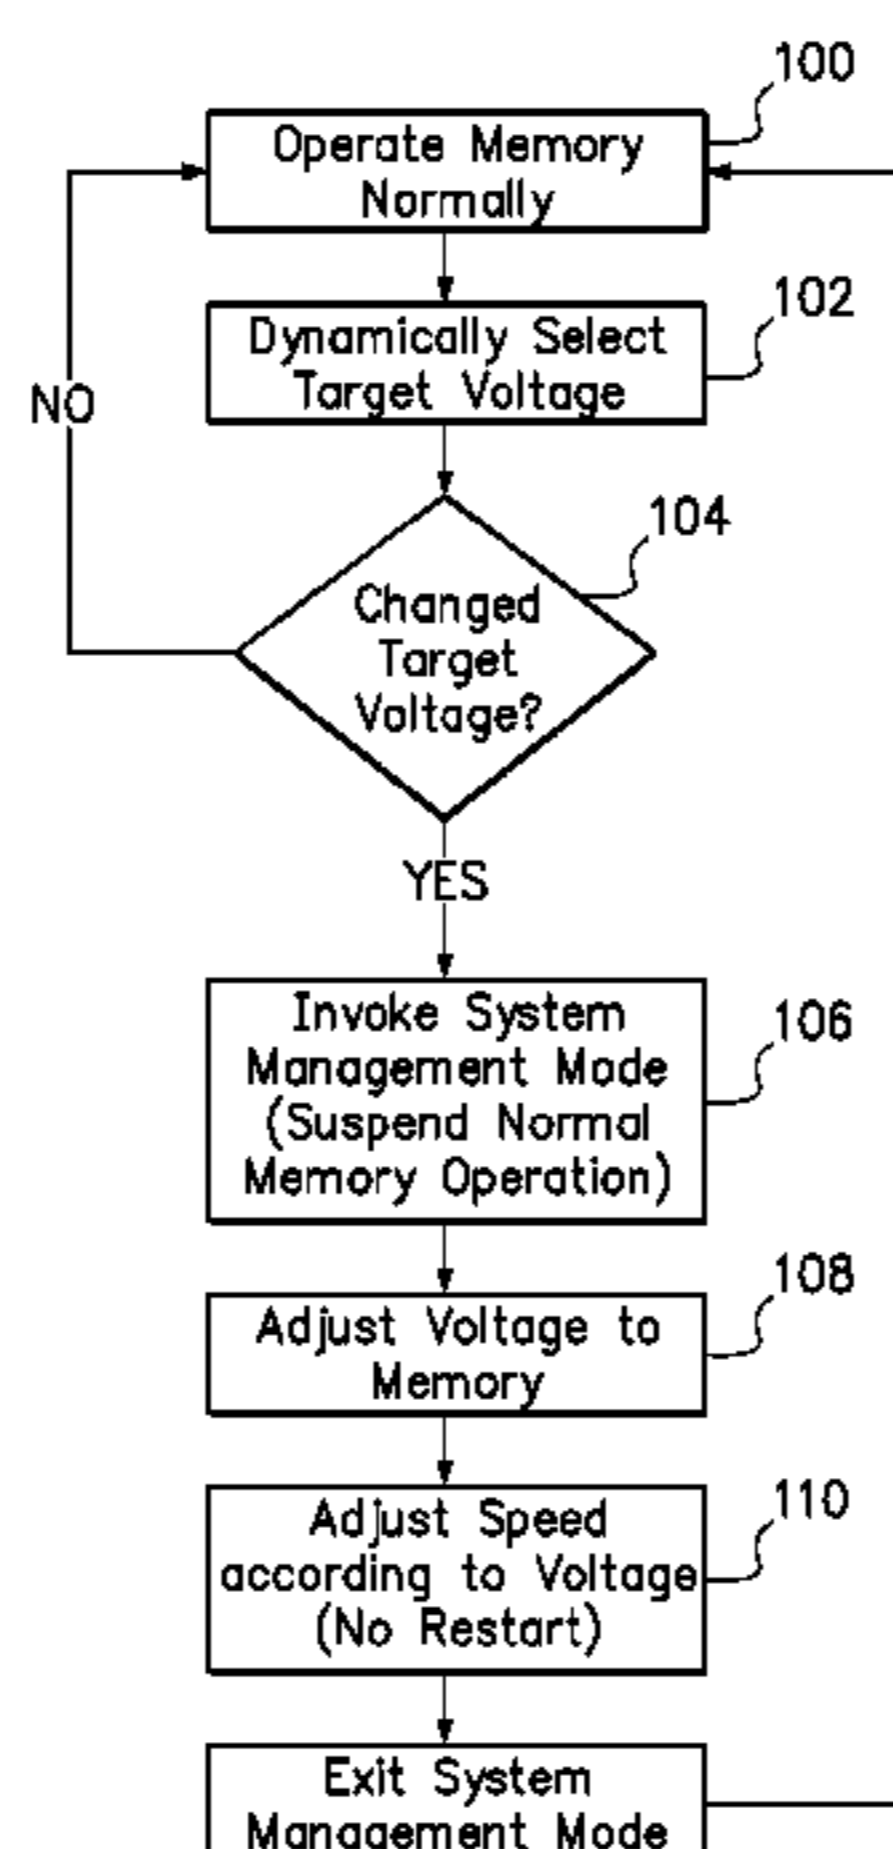 100
Operate Memory
Normally
102
Dynamically Select
Target Voltage
NO
104
Changed
Target
Voltage?
YES
106
Invoke System
Management Mode
(Suspend Normal
Memory Operation)
108
Adjust Voltage to
Memory
110
Adjust Speed
according to Voltage
(No Restart)
Exit System
Management Mode